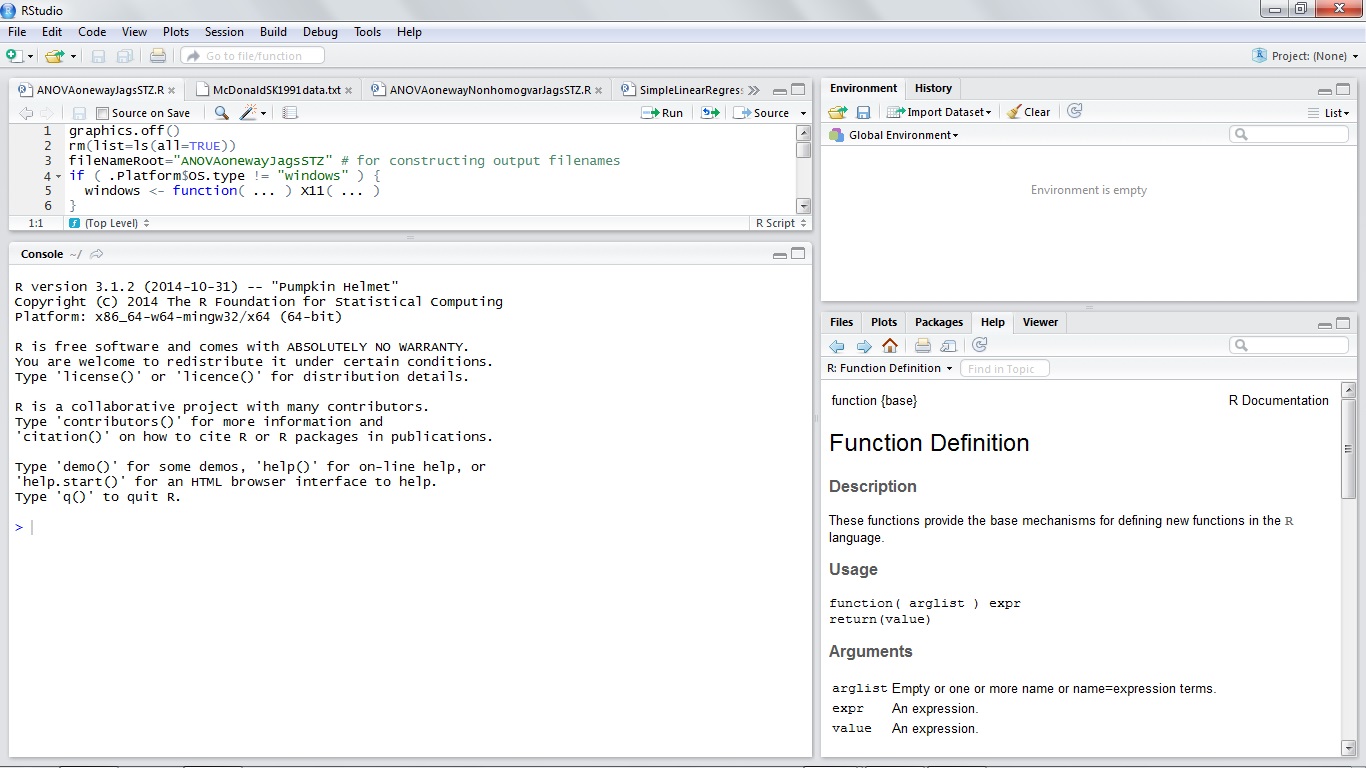 RStudio
File Edit Code View Plots Session Build Debug Tools Help
Go to file/function
Project: (None)
ANOVAonewayJagsSTZ.R McDonaldSK1991data.txt ANOVAonewayNonhomogvarJagsSTZ.R SimpleLinearRegres
Source on Save Run Source
1 graphics.off()
2 rm(list=ls(all=TRUE))
3 fileNameRoot="ANOVAonewayJagsSTZ" # for constructing output filenames
4 if ( .Platform$OS.type != "windows" ) {
5 windows <- function( ... ) X11( ... )
6 }
1:1 (Top Level) R Script
Console ~/
R version 3.1.2 (2014-10-31) -- "Pumpkin Helmet"
Copyright (C) 2014 The R Foundation for Statistical Computing
Platform: x86_64-w64-mingw32/x64 (64-bit)
R is free software and comes with ABSOLUTELY NO WARRANTY.
You are welcome to redistribute it under certain conditions.
Type 'license()' or 'licence()' for distribution details.
R is a collaborative project with many contributors.
Type 'contributors()' for more information and
'citation()' on how to cite R or R packages in publications.
Type 'demo()' for some demos, 'help()' for on-line help, or
'help.start()' for an HTML browser interface to help.
Type 'q()' to quit R.
>
Environment History
Import Dataset Clear List
Global Environment
Environment is empty
Files Plots Packages Help Viewer
R: Function Definition Find in Topic
function {base} R Documentation
Function Definition
Description
These functions provide the base mechanisms for defining new functions in the R
language.
Usage
function( arglist ) expr
return(value)
Arguments
arglist Empty or one or more name or name=expression terms.
expr An expression.
value An expression.